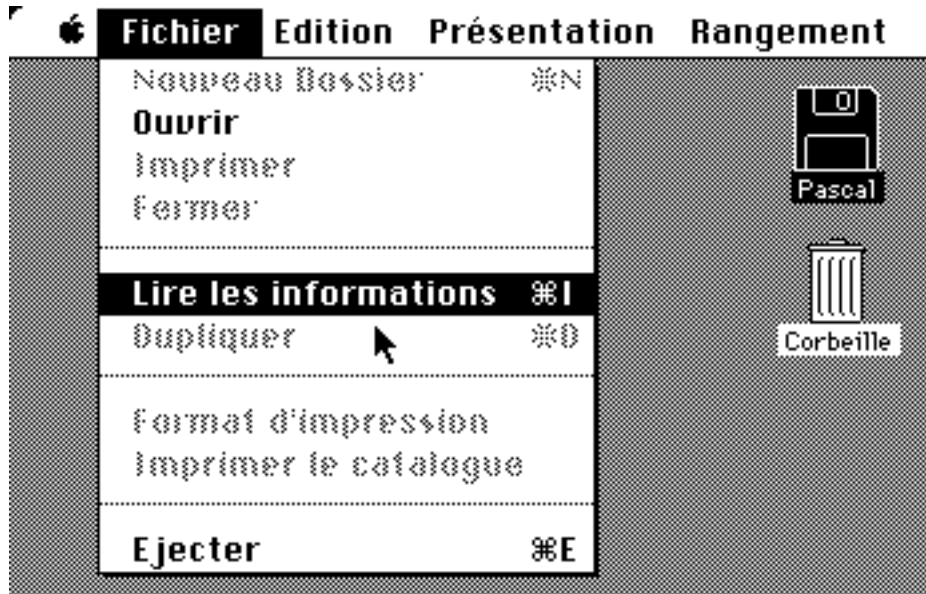 Fichier Edition Présentation Rangement
Nouveau Dossier ⌘N
Ouvrir
Imprimer
Fermer
Lire les informations ⌘I
Dupliquer ⌘D
Format d'impression
Imprimer le catalogue
Ejecter ⌘E
Pascal
Corbeille